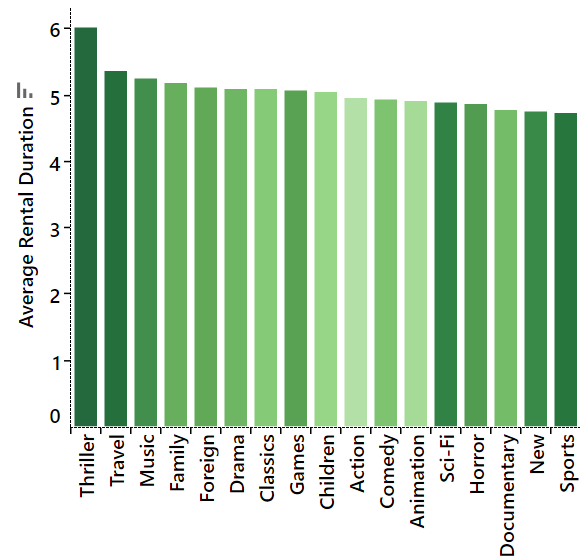 Average Rental Duration
6
5
4
3
2
1
0
Thriller
Travel
Music
Family
Foreign
Drama
Classics
Games
Children
Action
Comedy
Animation
Sci-Fi
Horror
Documentary
New
Sports